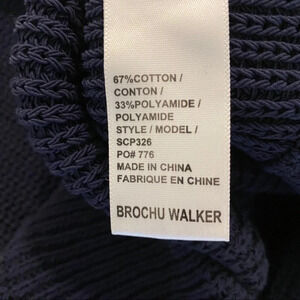 67%COTTON /
CONTON /
33%POLYAMIDE /
POLYAMIDE
STYLE / MODEL /
SCP326
PO# 776
MADE IN CHINA
FABRIQUE EN CHINE
BROCHU WALKER